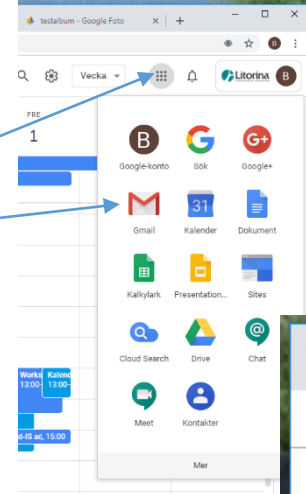 testalbum - Google Foto
Vecka
Litorina
B
FRE
1
B
Google-konto
G
Sök
G+
Google+
Gmail
31
Kalender
Dokument
Kalkylark
Presentation...
Sites
Cloud Search
Drive
@
Chat
Meet
Kontakter
Works
13:00-
Kalend
13:00-
d-IS ad, 15:00
Mer